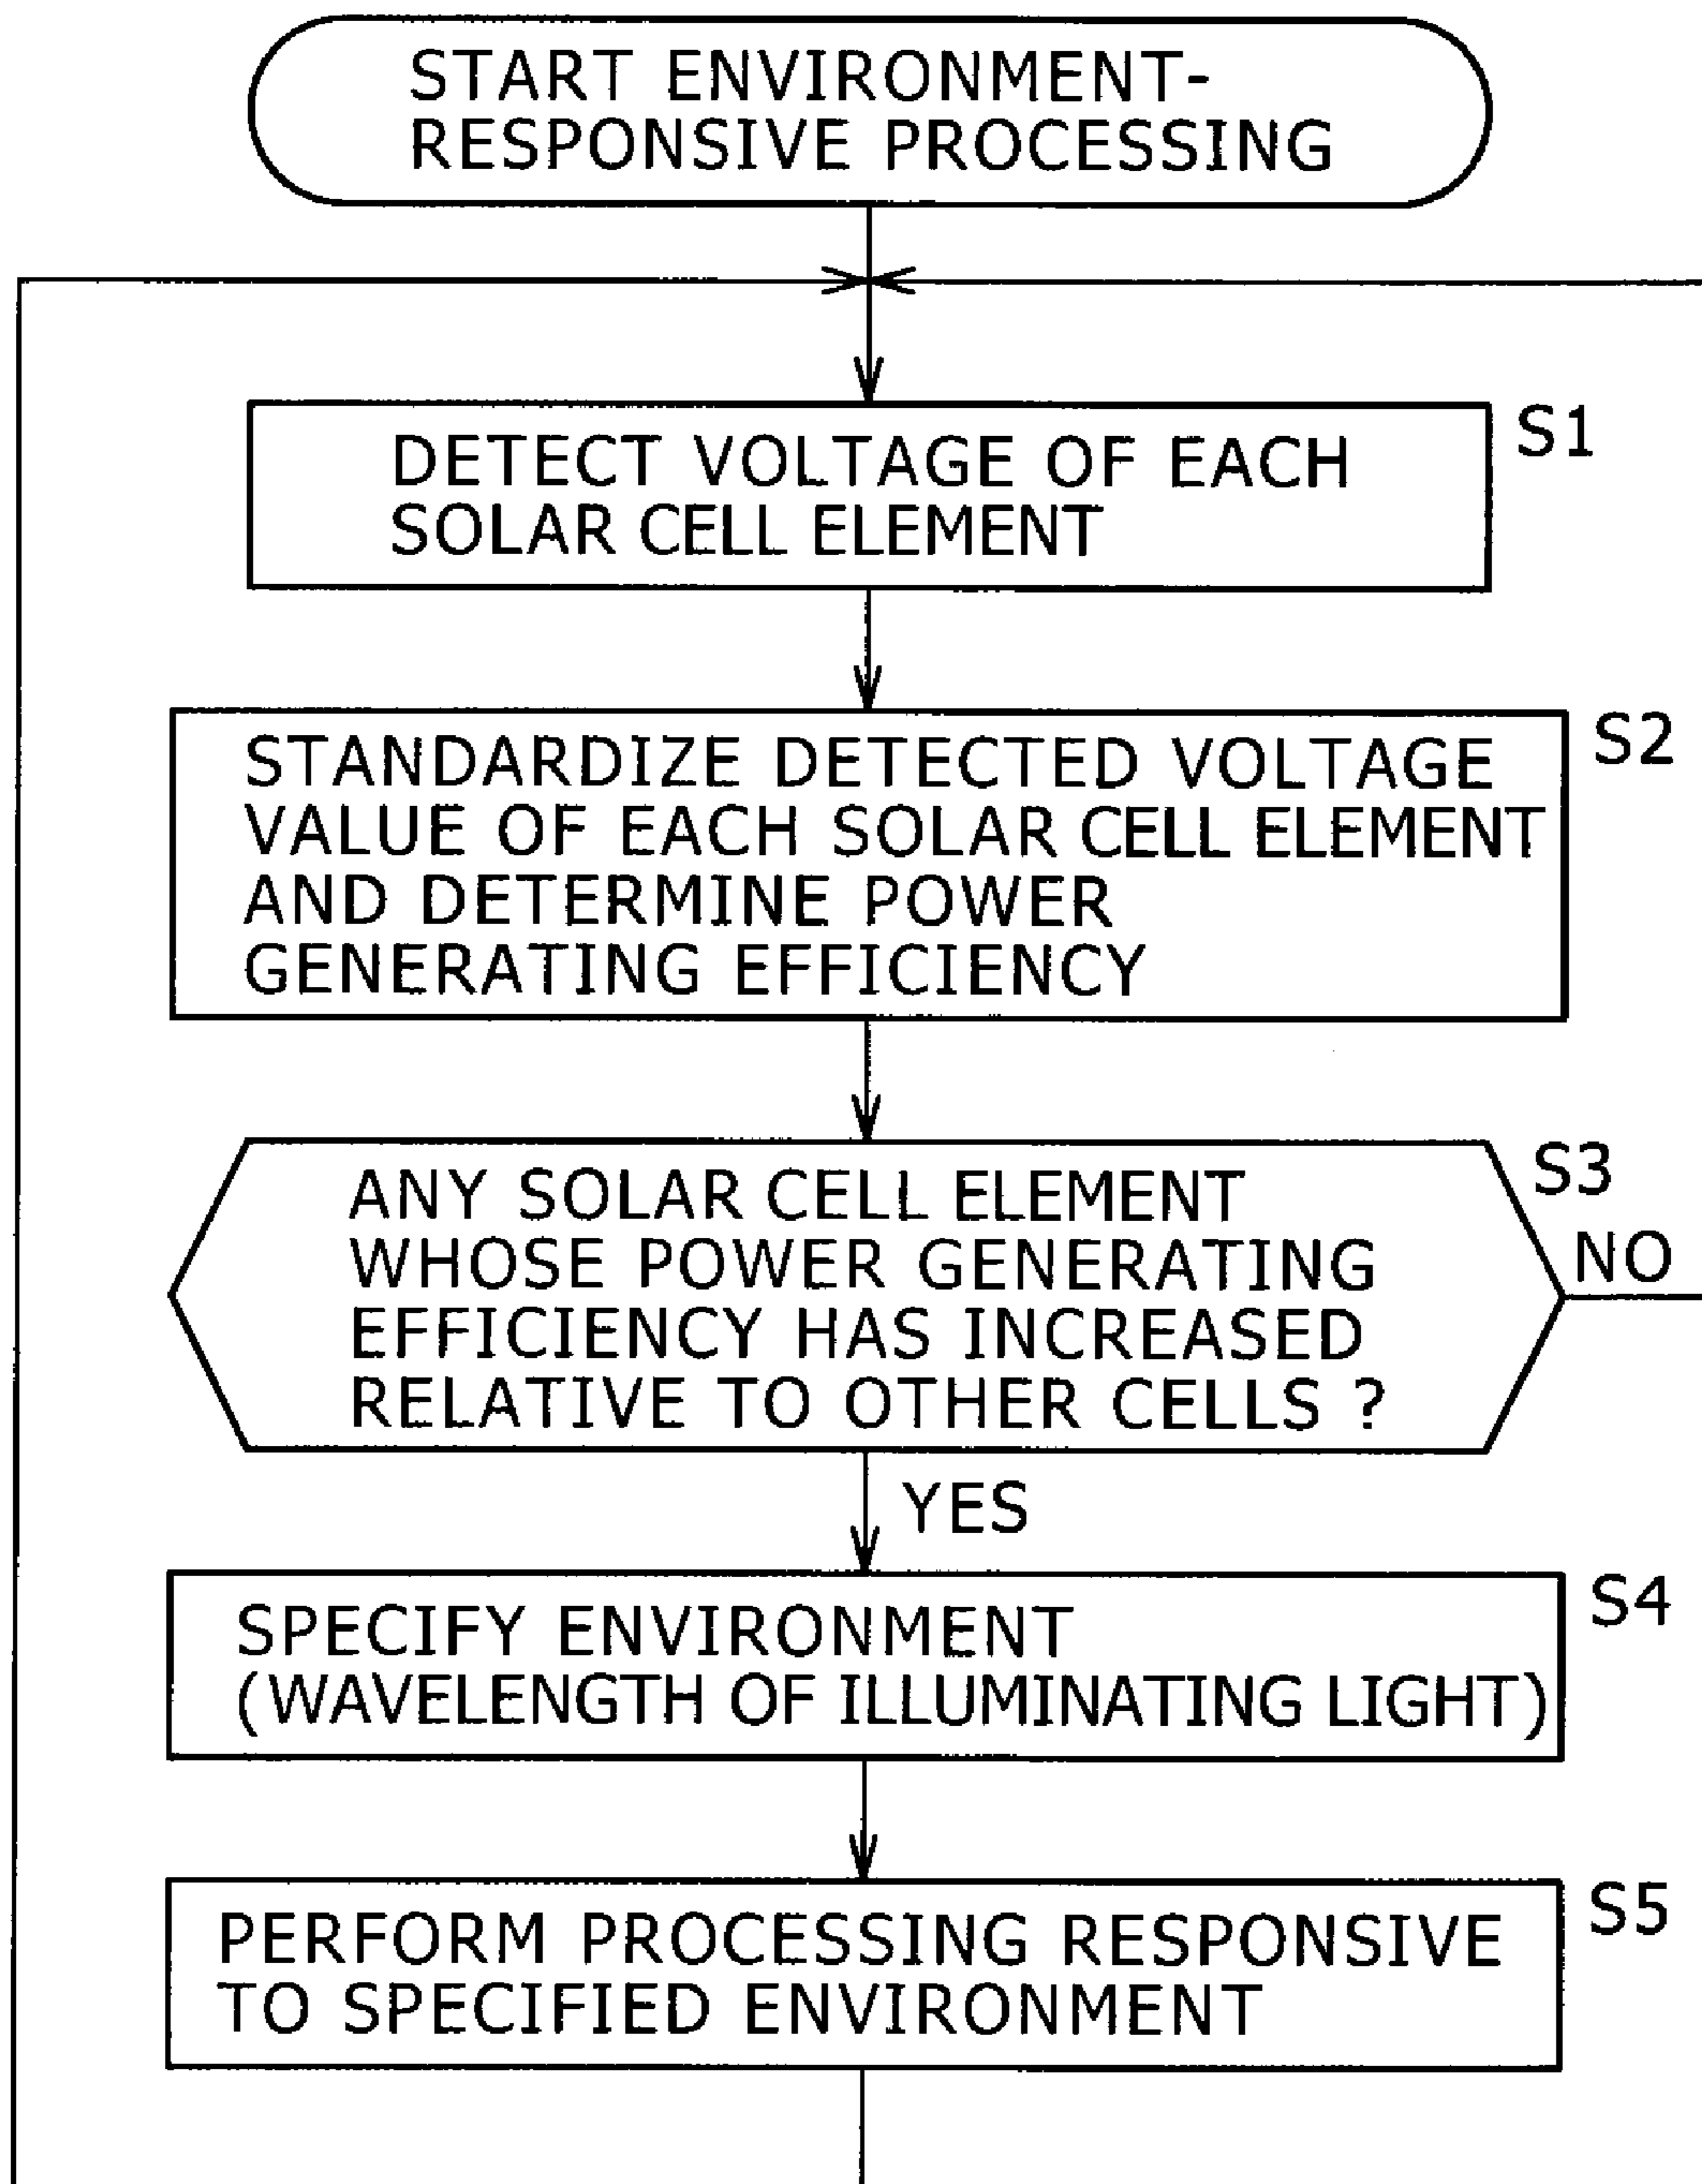 START ENVIRONMENT-
RESPONSIVE PROCESSING
DETECT VOLTAGE OF EACH
SOLAR CELL ELEMENT
S1
STANDARDIZE DETECTED VOLTAGE
VALUE OF EACH SOLAR CELL ELEMENT
AND DETERMINE POWER
GENERATING EFFICIENCY
S2
ANY SOLAR CELL ELEMENT
WHOSE POWER GENERATING
EFFICIENCY HAS INCREASED
RELATIVE TO OTHER CELLS ?
S3
NO
YES
SPECIFY ENVIRONMENT
(WAVELENGTH OF ILLUMINATING LIGHT)
S4
PERFORM PROCESSING RESPONSIVE
TO SPECIFIED ENVIRONMENT
S5